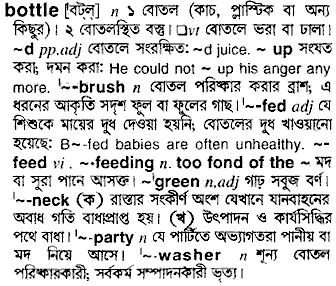 bottle [বট্‌ল্] n ১ বোতল (কাচ, প্লাস্টিক বা অন্য
কিছুর)। ২ বোতলস্থিত বস্তু। □vi বোতলে ভরা বা ঢালা।
~d pp.adj বোতলে সংরক্ষিত: ~d juice. ~ up সংযত
করা; দমন করা: He could not ~ up his anger any
more. ˈ~-brush n বোতল পরিষ্কার করার ব্রাশ; এ
ধরনের আকৃতি সদৃশ ফুল বা ফুলের গাছ। ˈ~-fed adj যে
শিশুকে মায়ের দুধ দেওয়া হয়নি; বোতলের দুধ খাওয়ানো
হয়েছে: B~-fed babies are often unhealthy. ~-
feed vi . ~-feeding n. too fond of the ~ মদ
বা সুরা পানে আসক্ত। ~ˈgreen n,adj গাঢ় সবুজ বর্ণ।
ˈ~-neck (ক) রাস্তার সংকীর্ণ অংশ যেখানে যানবাহনের
অবাধ গতি বাধাপ্রাপ্ত হয়। (খ) উৎপাদন ও কার্যসিদ্ধির
পথে বাধা। ˈ~-party n যে পার্টিতে অভ্যাগতরা পানীয় বা
মদ নিয়ে আসে। ˈ~-washer n শূন্য বোতল
পরিষ্কারকারী; সর্বকর্ম সম্পাদনকারী ভৃত্য।